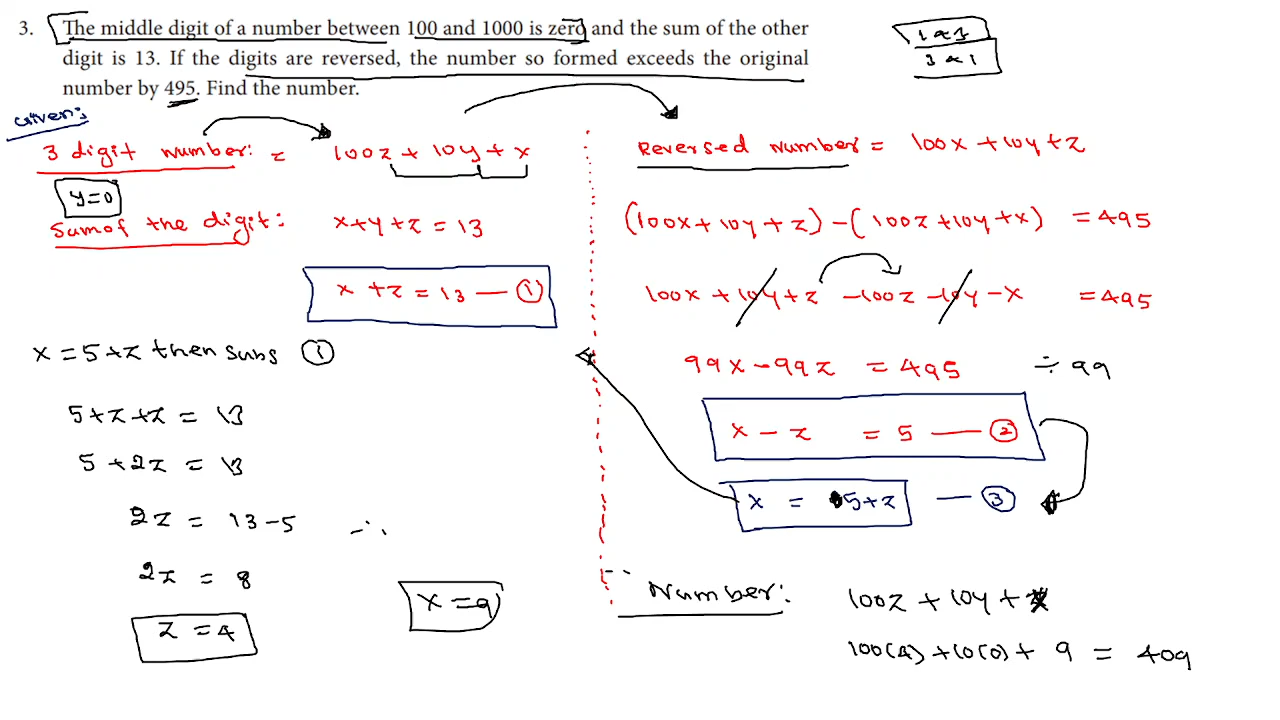 3. The middle digit of a number between 100 and 1000 is zero and the sum of the other
digit is 13. If the digits are reversed, the number so formed exceeds the original
number by 495. Find the number.
Given:
3 digit number: = 100z + 10y + x
y=0
Sum of the digit: x+y+z = 13
x + z = 13 — ①
x = 5+z then subs ①
5+z+z = 13
5 + 2z = 13
2z = 13-5
2z = 8
z = 4
x = 9
Reversed number = 100x + 10y + z
(100x + 10y + z) - (100z + 10y + x) = 495
100x + 10y + z - 100z - 10y - x = 495
99x - 99z = 495 ÷ 99
x - z = 5 — ②
x = 5+z — ③
Number: 100z + 10y + x
100(4) + 10(0) + 9 = 409